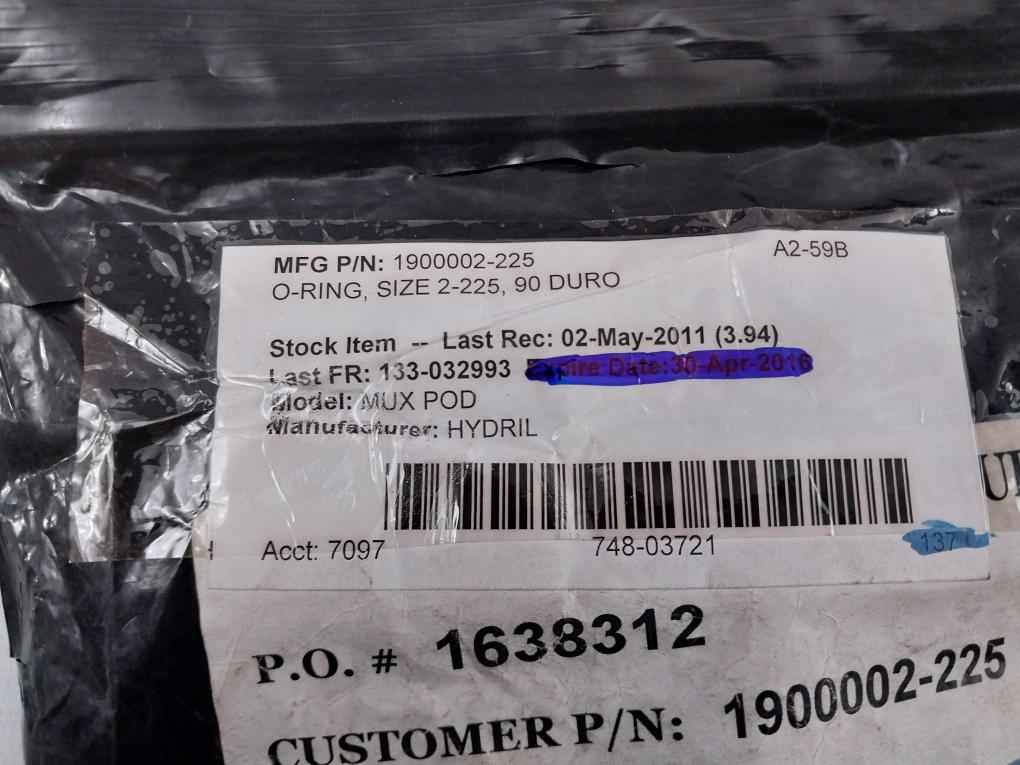 MFG P/N: 1900002-225 A2-59B
O-RING, SIZE 2-225, 90 DURO
Stock Item -- Last Rec: 02-May-2011 (3.94)
Last FR: 133-032993 Expire Date:30-Apr-2016
Model: MUX POD
Manufacturer: HYDRIL
Acct: 7097 748-03721 137
P.O. # 1638312
CUSTOMER P/N: 1900002-225